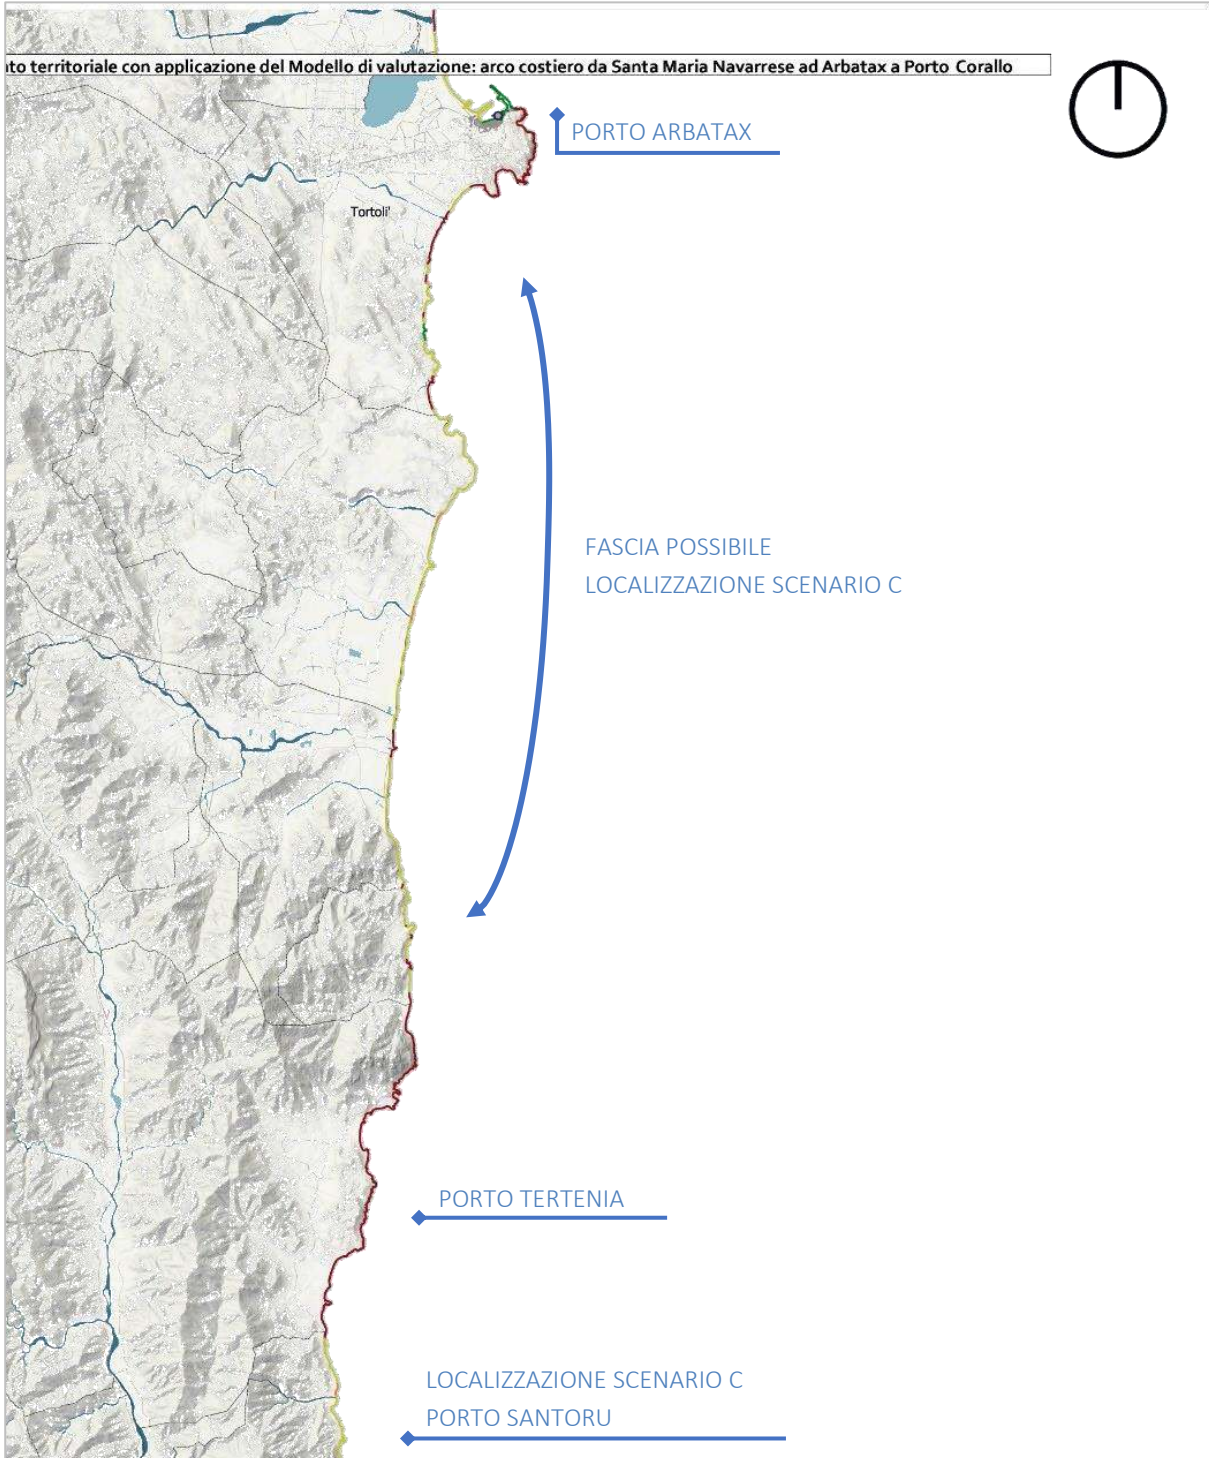 to territoriale con applicazione del Modello di valutazione: arco costiero da Santa Maria Navarrese ad Arbatax a Porto Corallo
PORTO ARBATAX
Tortoli'
FASCIA POSSIBILE
LOCALIZZAZIONE SCENARIO C
PORTO TERTENIA
LOCALIZZAZIONE SCENARIO C
PORTO SANTORU